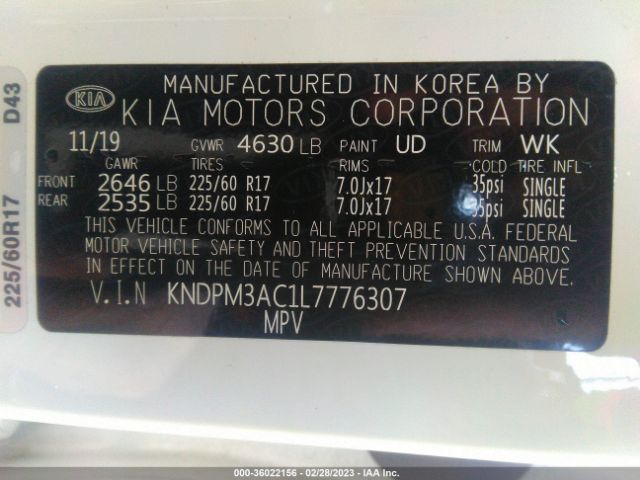 MANUFACTURED IN KOREA BY
KIA KIA MOTORS CORPORATION
11/19 GVWR 4630 LB PAINT UD TRIM WK
GAWR TIRES RIMS COLD TIRE INFL
FRONT 2646 LB 225/60 R17 7.0Jx17 35psi SINGLE
REAR 2535 LB 225/60 R17 7.0Jx17 35psi SINGLE
THIS VEHICLE CONFORMS TO ALL APPLICABLE U.S.A. FEDERAL
MOTOR VEHICLE SAFETY AND THEFT PREVENTION STANDARDS
IN EFFECT ON THE DATE OF MANUFACTURE SHOWN ABOVE.
V.I.N KNDPM3AC1L7776307
MPV
225/60R17 D43
000-36022156 - 02/28/2023 - IAA Inc.